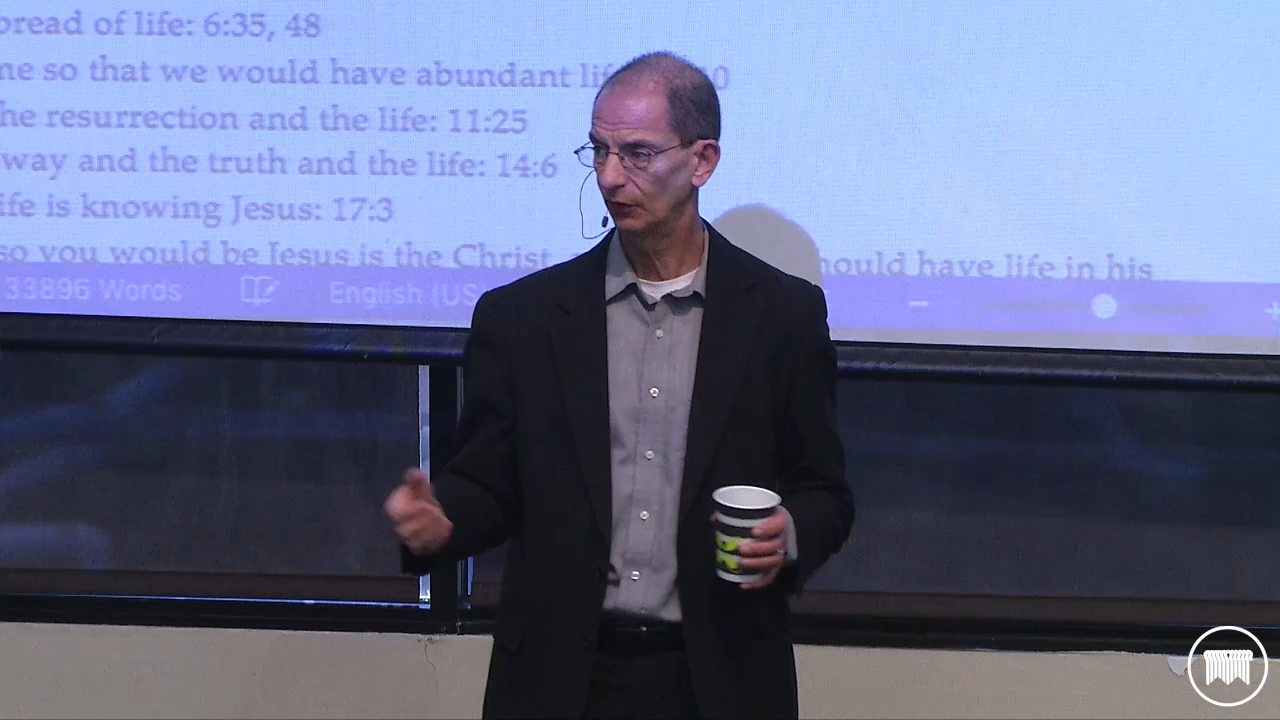 bread of life: 6:35, 48
me so that we would have abundant
he resurrection and the life: 11:25
way and the truth and the life: 14:6
ife is knowing Jesus: 17:3
so you would be Jesus is the Christ would have life in his
33896 Words English (US